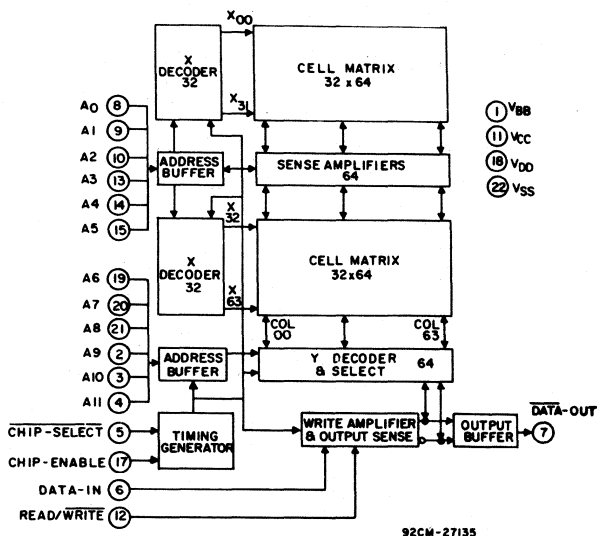 X DECODER 32
X00
X31
CELL MATRIX
32 x 64
A0 8
A1 9
A2 10
A3 13
A4 14
A5 15
ADDRESS BUFFER
SENSE AMPLIFIERS
64
1 VBB
11 VCC
18 VDD
22 VSS
X DECODER 32
X 32
X 63
CELL MATRIX
32x64
A6 19
A7 20
A8 21
A9 2
A10 3
A11 4
COL 00
COL 63
ADDRESS BUFFER
Y DECODER & SELECT 64
CHIP-SELECT 5
CHIP-ENABLE 17
TIMING GENERATOR
WRITE AMPLIFIER & OUTPUT SENSE
OUTPUT BUFFER
DATA-OUT
7
DATA-IN 6
READ/WRITE 12
92CM-27135